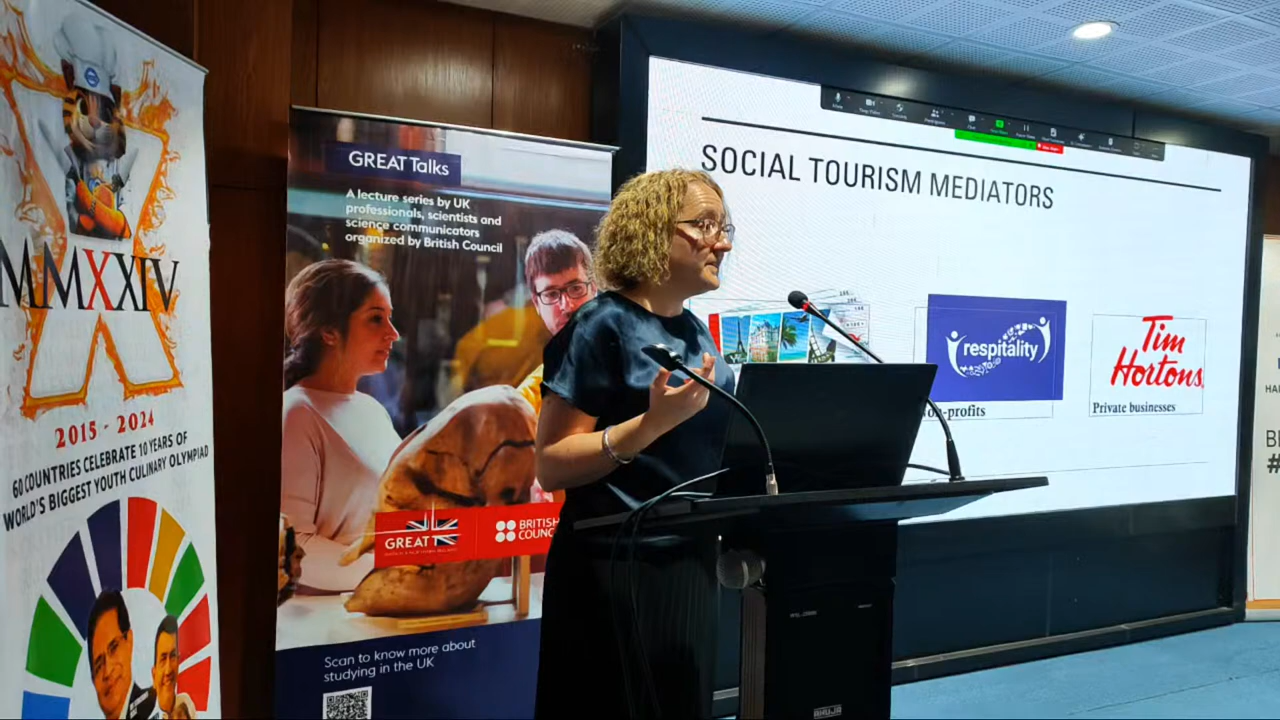 MMXXIV
2015 - 2024
60 COUNTRIES CELEBRATE 10 YEARS OF
WORLD'S BIGGEST YOUTH CULINARY OLYMPIAD
GREAT Talks
A lecture series by UK
professionals, scientists and
science communicators
organized by British Council
GREAT
BRITISH
Scan to know more about
studying in the UK
SOCIAL TOURISM MEDIATORS
respitality
Tim
Hortons
Private businesses
AHUJA